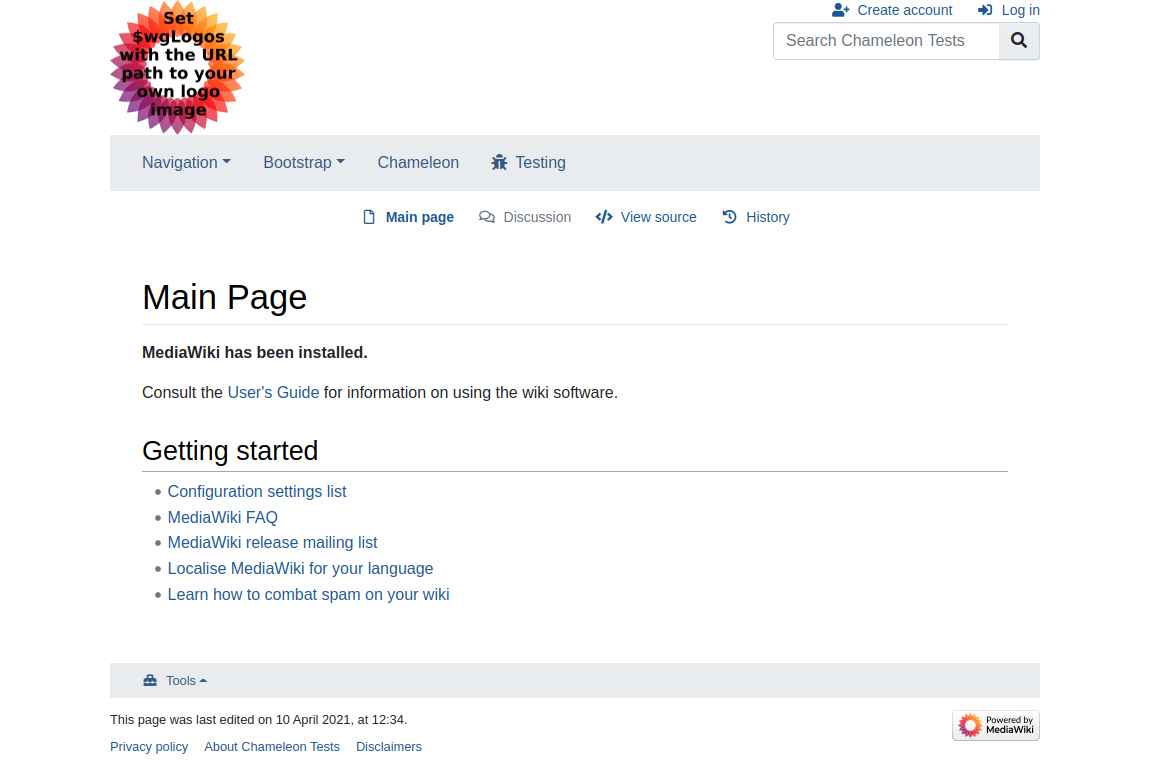 Set
$wgLogos
with the URL
path to your
own logo
image
Create account Log in
Search Chameleon Tests
Navigation Bootstrap Chameleon Testing
Main page Discussion View source History
Main Page
MediaWiki has been installed.
Consult the User's Guide for information on using the wiki software.
Getting started
Configuration settings list
MediaWiki FAQ
MediaWiki release mailing list
Localise MediaWiki for your language
Learn how to combat spam on your wiki
Tools
This page was last edited on 10 April 2021, at 12:34.
Powered by
MediaWiki
Privacy policy About Chameleon Tests Disclaimers